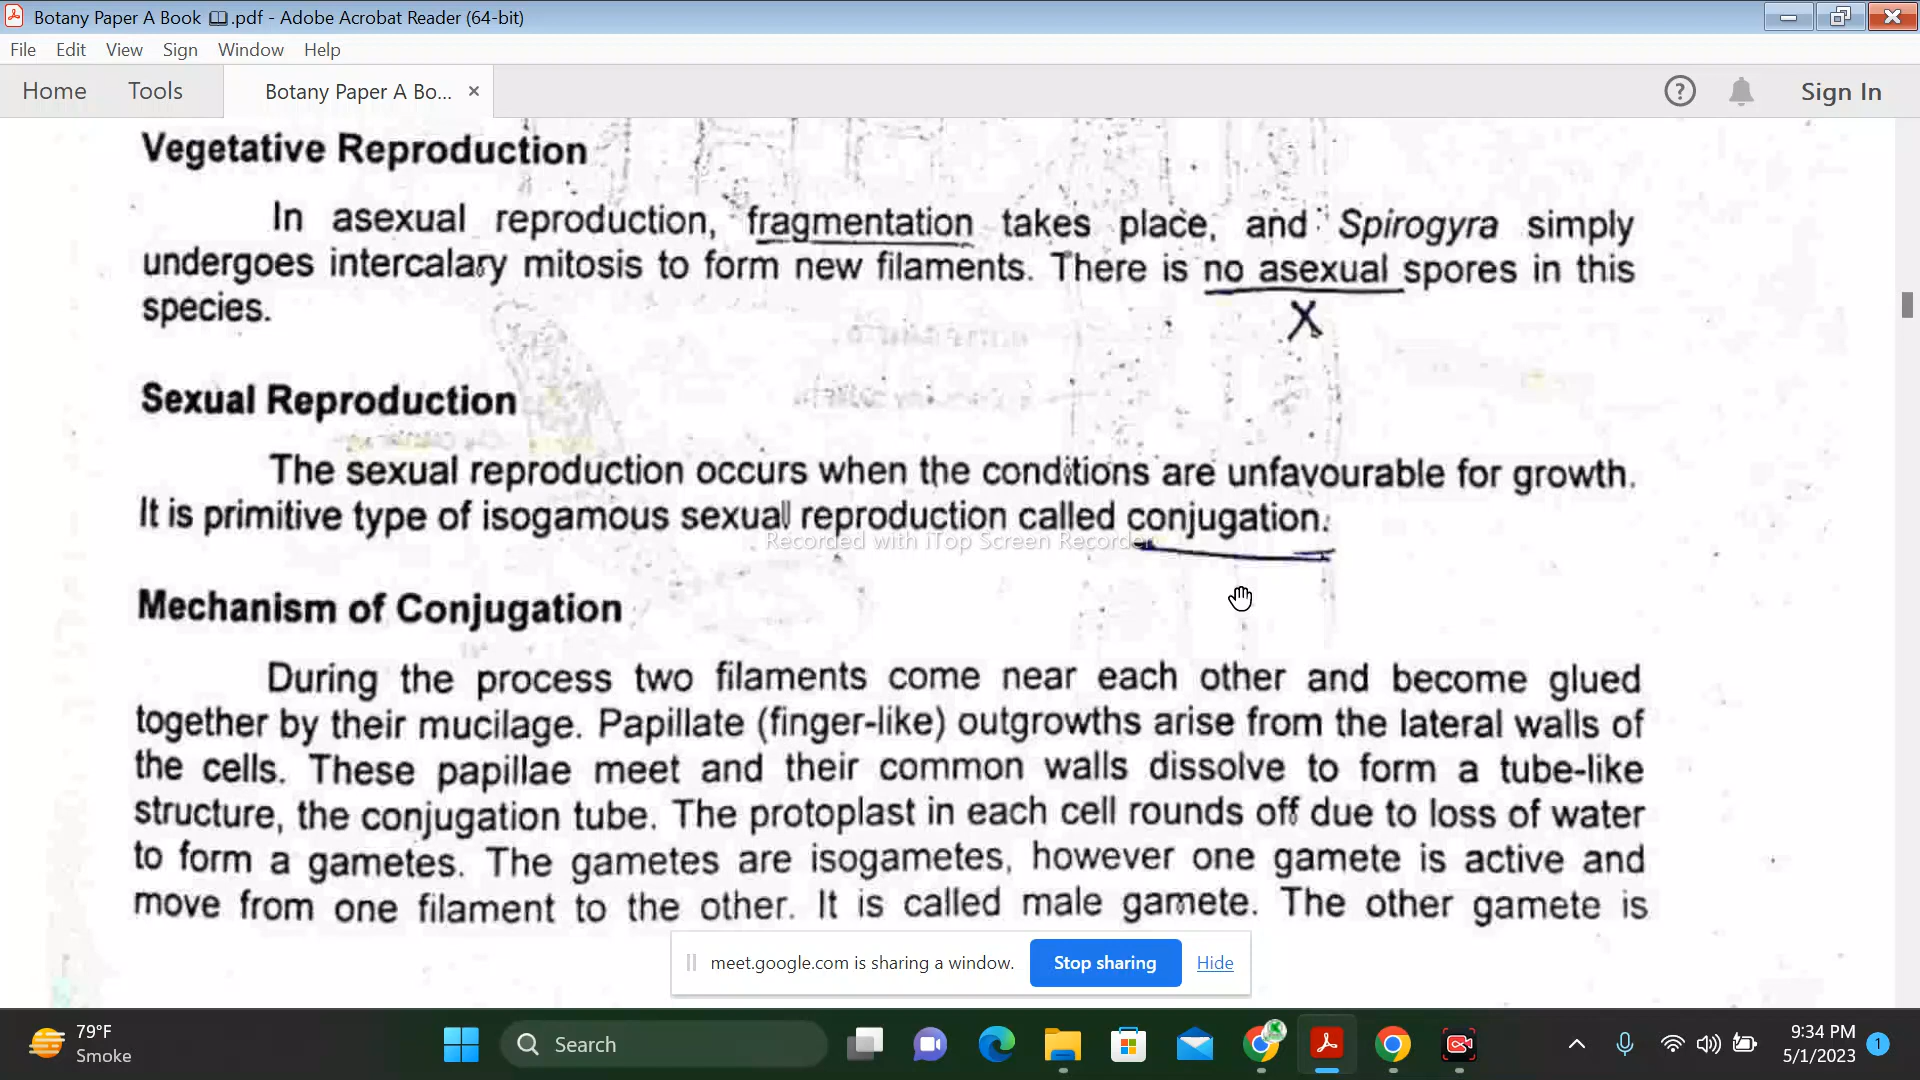 Botany Paper A Book 📖.pdf - Adobe Acrobat Reader (64-bit)
File Edit View Sign Window Help
Home Tools Botany Paper A Bo... × ? Sign In
Vegetative Reproduction
In asexual reproduction, fragmentation takes place, and Spirogyra simply
undergoes intercalary mitosis to form new filaments. There is no asexual spores in this
species.
X
Sexual Reproduction
The sexual reproduction occurs when the conditions are unfavourable for growth.
It is primitive type of isogamous sexual reproduction called conjugation.
Recorded with iTop Screen Recorder
Mechanism of Conjugation
During the process two filaments come near each other and become glued
together by their mucilage. Papillate (finger-like) outgrowths arise from the lateral walls of
the cells. These papillae meet and their common walls dissolve to form a tube-like
structure, the conjugation tube. The protoplast in each cell rounds off due to loss of water
to form a gametes. The gametes are isogametes, however one gamete is active and
move from one filament to the other. It is called male gamete. The other gamete is
meet.google.com is sharing a window. Stop sharing Hide
79°F
Smoke
Search
9:34 PM
5/1/2023
1